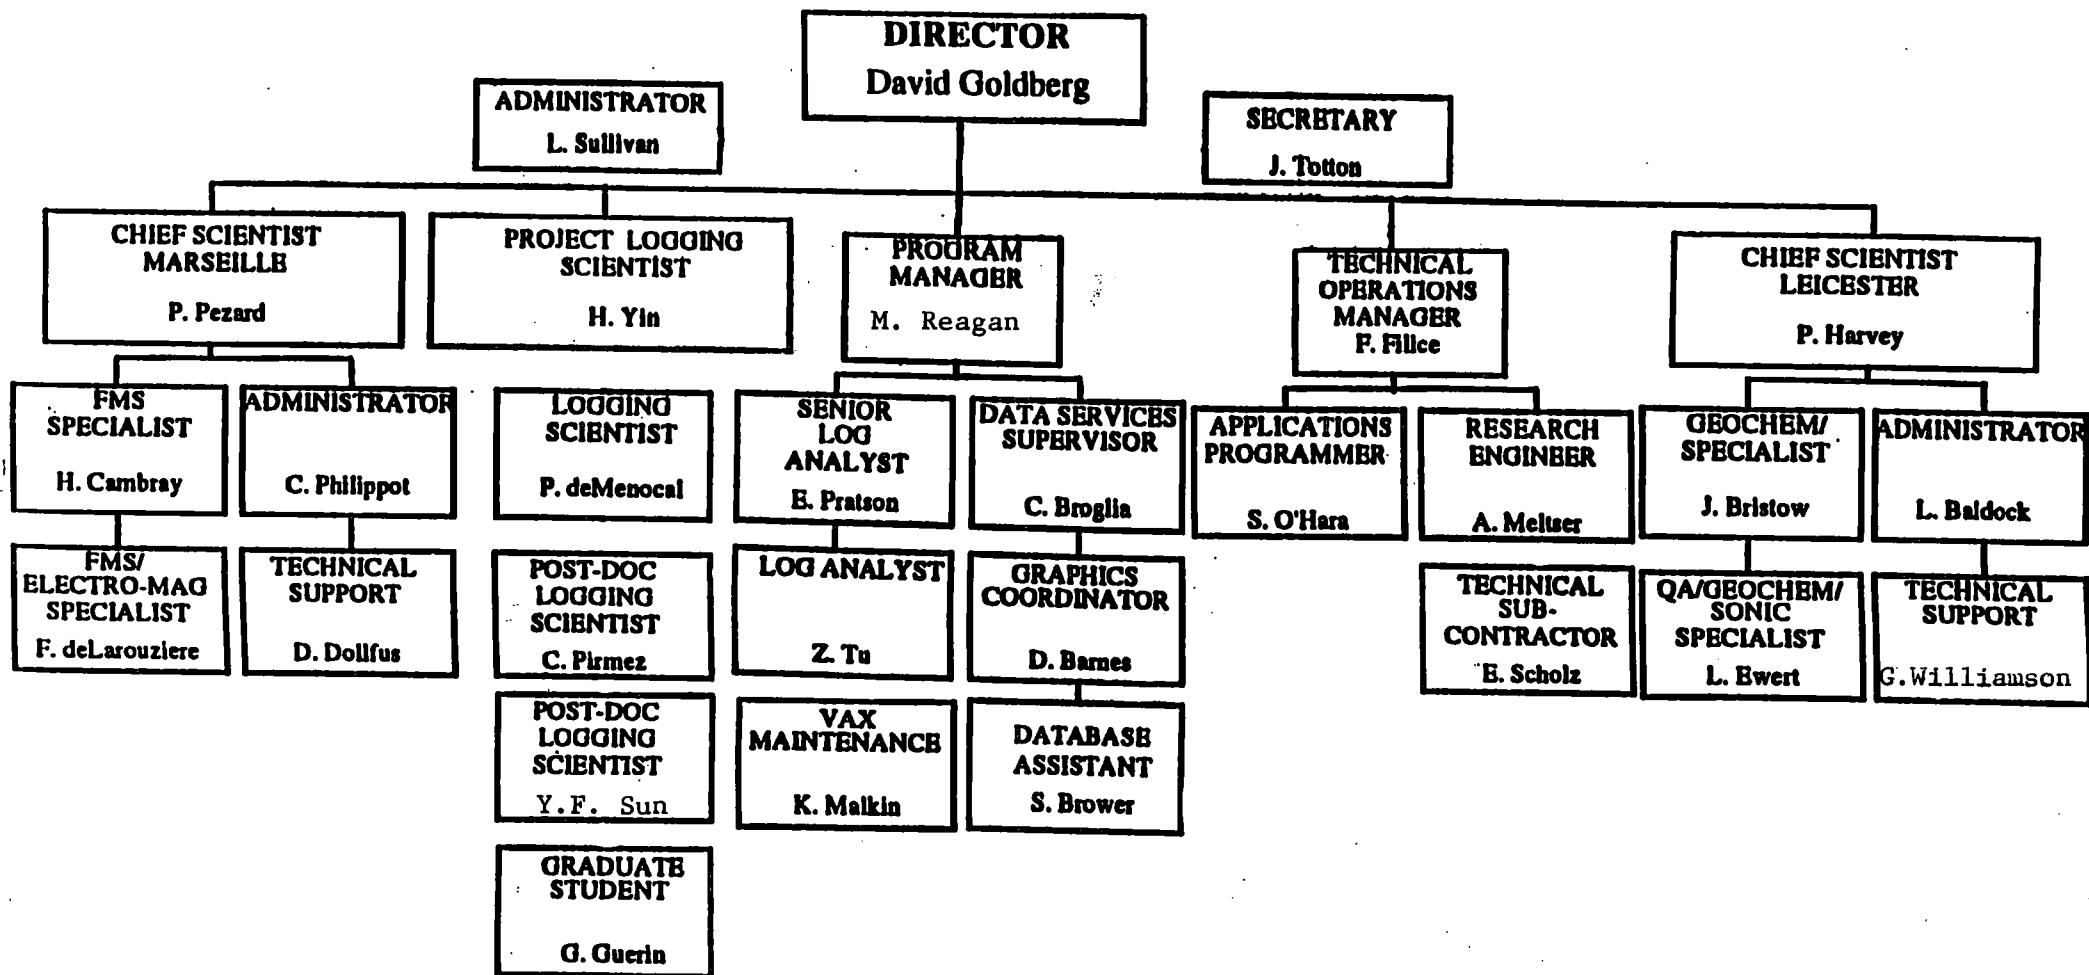 DIRECTOR
David Goldberg
ADMINISTRATOR
L. Sullivan
SECRETARY
J. Totton
CHIEF SCIENTIST
MARSEILLE
P. Pezard
PROJECT LOGGING
SCIENTIST
H. Yin
PROGRAM
MANAGER
M. Reagan
TECHNICAL
OPERATIONS
MANAGER
F. Filice
CHIEF SCIENTIST
LEICESTER
P. Harvey
FMS
SPECIALIST
H. Cambray
ADMINISTRATOR
C. Philippot
LOGGING
SCIENTIST
P. deMenocal
SENIOR
LOG
ANALYST
E. Pratson
DATA SERVICES
SUPERVISOR
C. Broglia
APPLICATIONS
PROGRAMMER
S. O'Hara
RESEARCH
ENGINEER
A. Meltser
GEOCHEM/
SPECIALIST
J. Bristow
ADMINISTRATOR
L. Baldock
FMS/
ELECTRO-MAG
SPECIALIST
F. deLarouziere
TECHNICAL
SUPPORT
D. Dollfus
POST-DOC
LOGGING
SCIENTIST
C. Pirmez
LOG ANALYST
Z. Tu
GRAPHICS
COORDINATOR
D. Barnes
TECHNICAL
SUB-
CONTRACTOR
E. Scholz
QA/GEOCHEM/
SONIC
SPECIALIST
L. Ewert
TECHNICAL
SUPPORT
G.Williamson
POST-DOC
LOGGING
SCIENTIST
Y.F. Sun
VAX
MAINTENANCE
K. Malkin
DATABASE
ASSISTANT
S. Brower
GRADUATE
STUDENT
G. Guerin